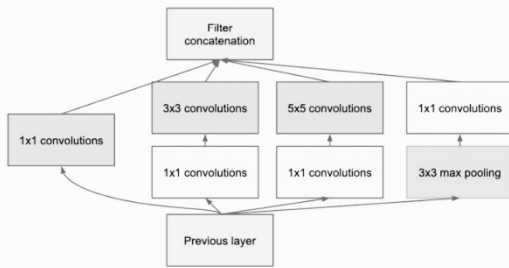 Filter
concatenation
3x3 convolutions
5x5 convolutions
1x1 convolutions
1x1 convolutions
1x1 convolutions
1x1 convolutions
3x3 max pooling
Previous layer